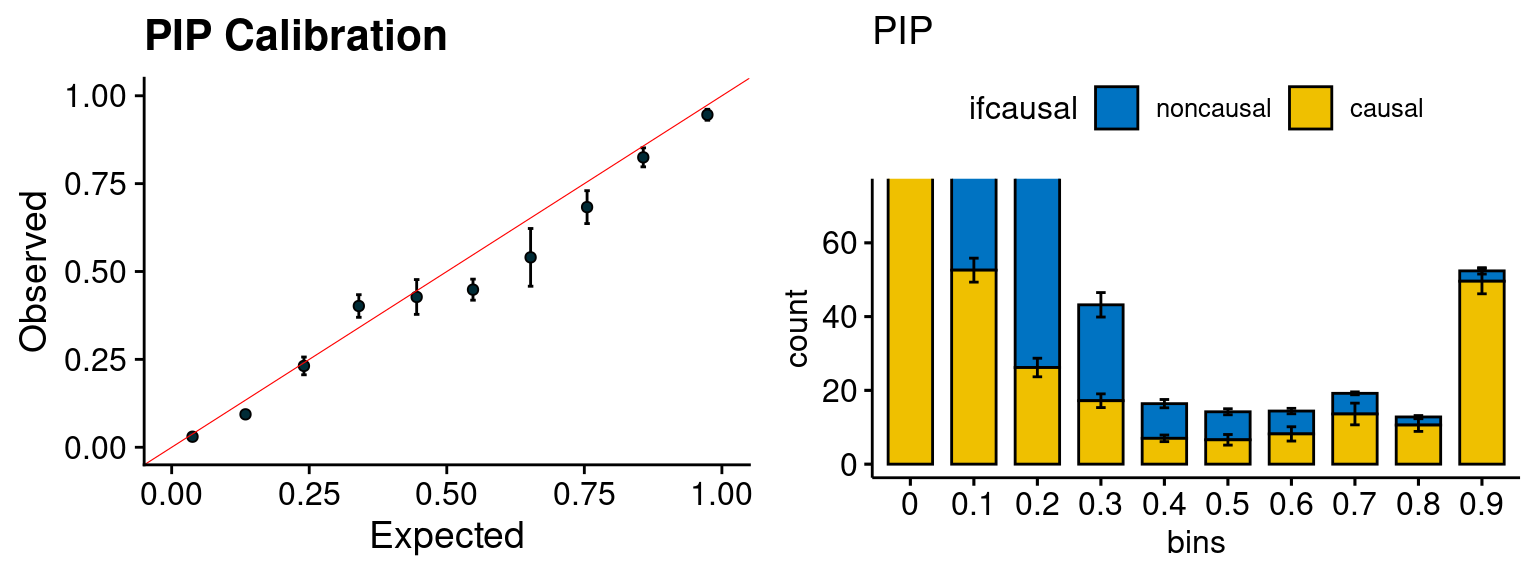 PIP Calibration
Observed
1.00
0.75
0.50
0.25
0.00
0.00 0.25 0.50 0.75 1.00
Expected
PIP
ifcausal noncausal causal
count
60
40
20
0
0 0.1 0.2 0.3 0.4 0.5 0.6 0.7 0.8 0.9
bins